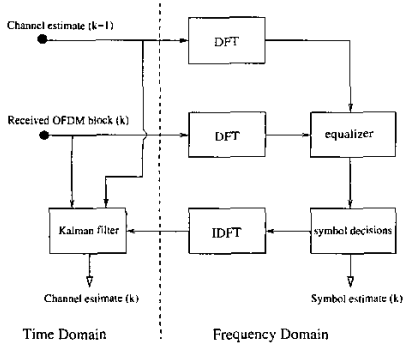 Channel estimate (k-1)
DFT
Received OFDM block (k)
DFT
equalizer
Kalman filter
IDFT
symbol decisions
Channel estimate (k)
Symbol estimate (k)
Time Domain
Frequency Domain